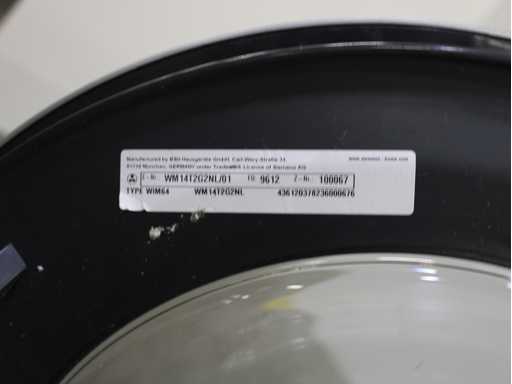 Manufactured by BSH Hausgeräte GmbH, Carl-Wery-Straße 34,
81739 München, GERMANY under Trademark License of Siemens AG
E-Nr. WM14T2G2NL/01 FD 9612 Z-Nr. 100067
TYPE WIM64 WM14T2G2NL 436120378236000676